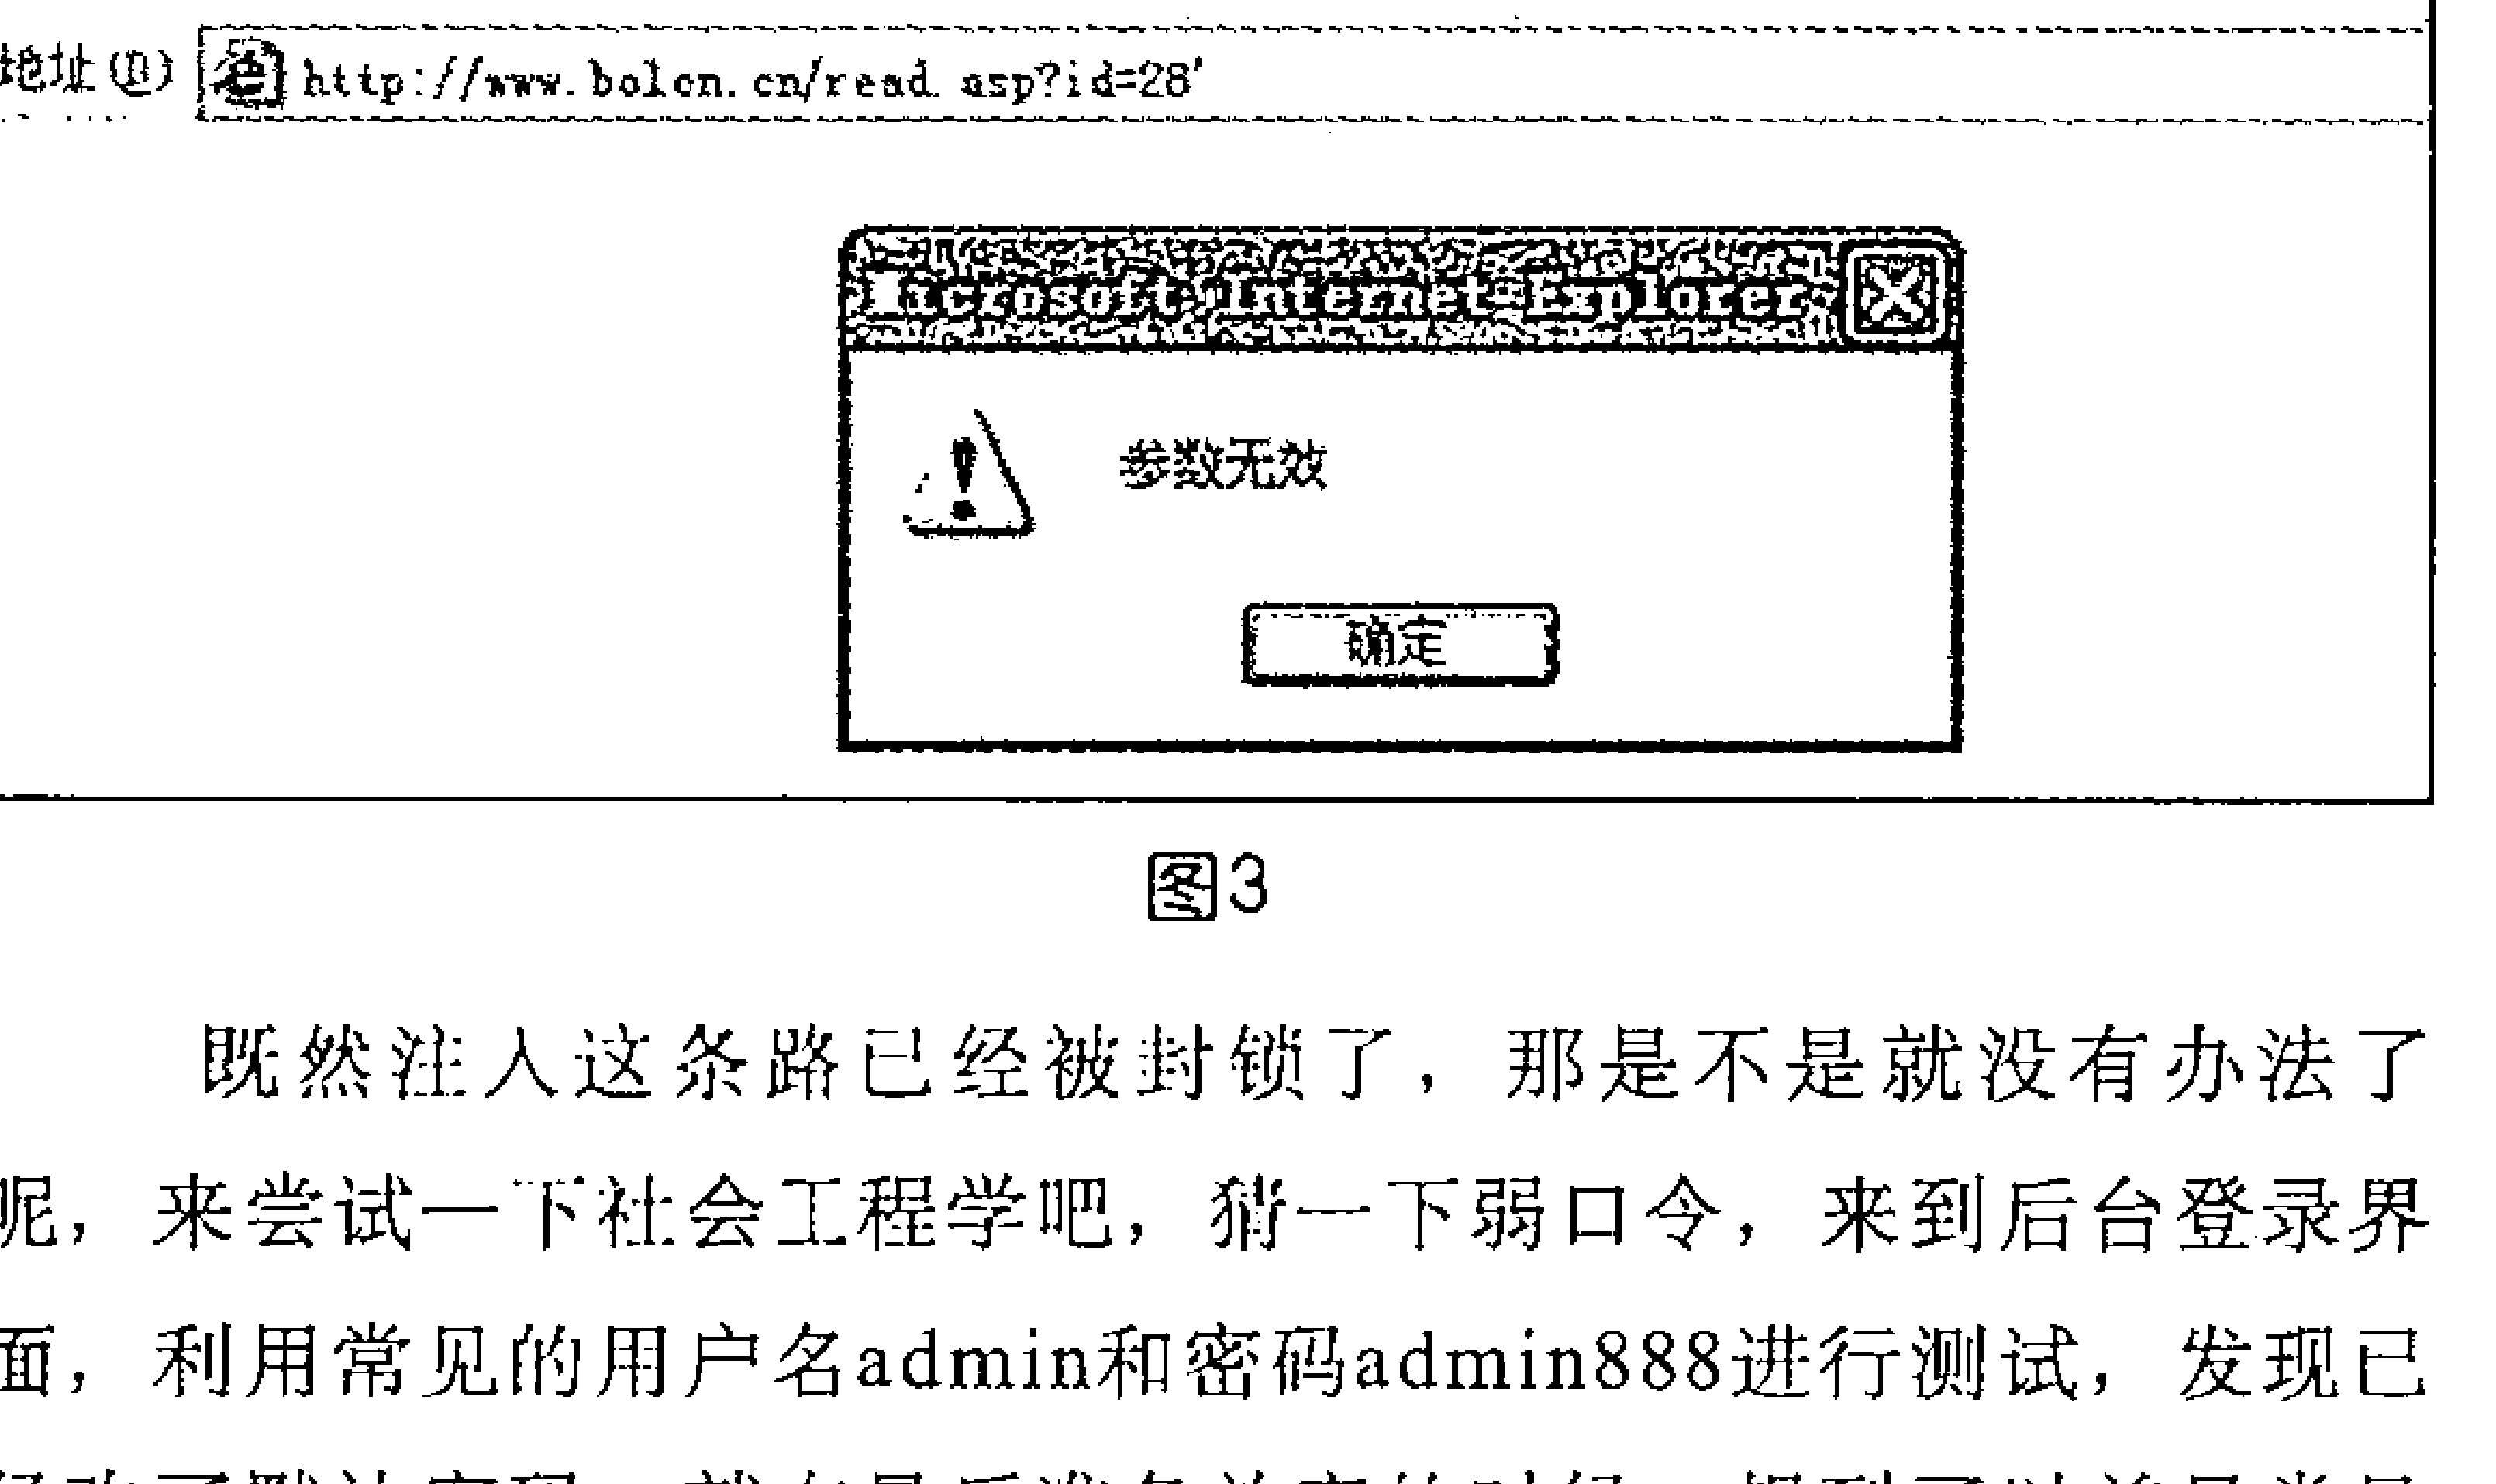 地址(D) http://www.bolcn.cn/read.asp?id=28'
Microsoft Internet Explorer
参数无效
确定
图3
既然注入这条路已经被封锁了，那是不是就没有办法了
呢，来尝试一下社会工程学吧，猜一下弱口令，来到后台登录界
面，利用常见的用户名admin和密码admin888进行测试，发现已